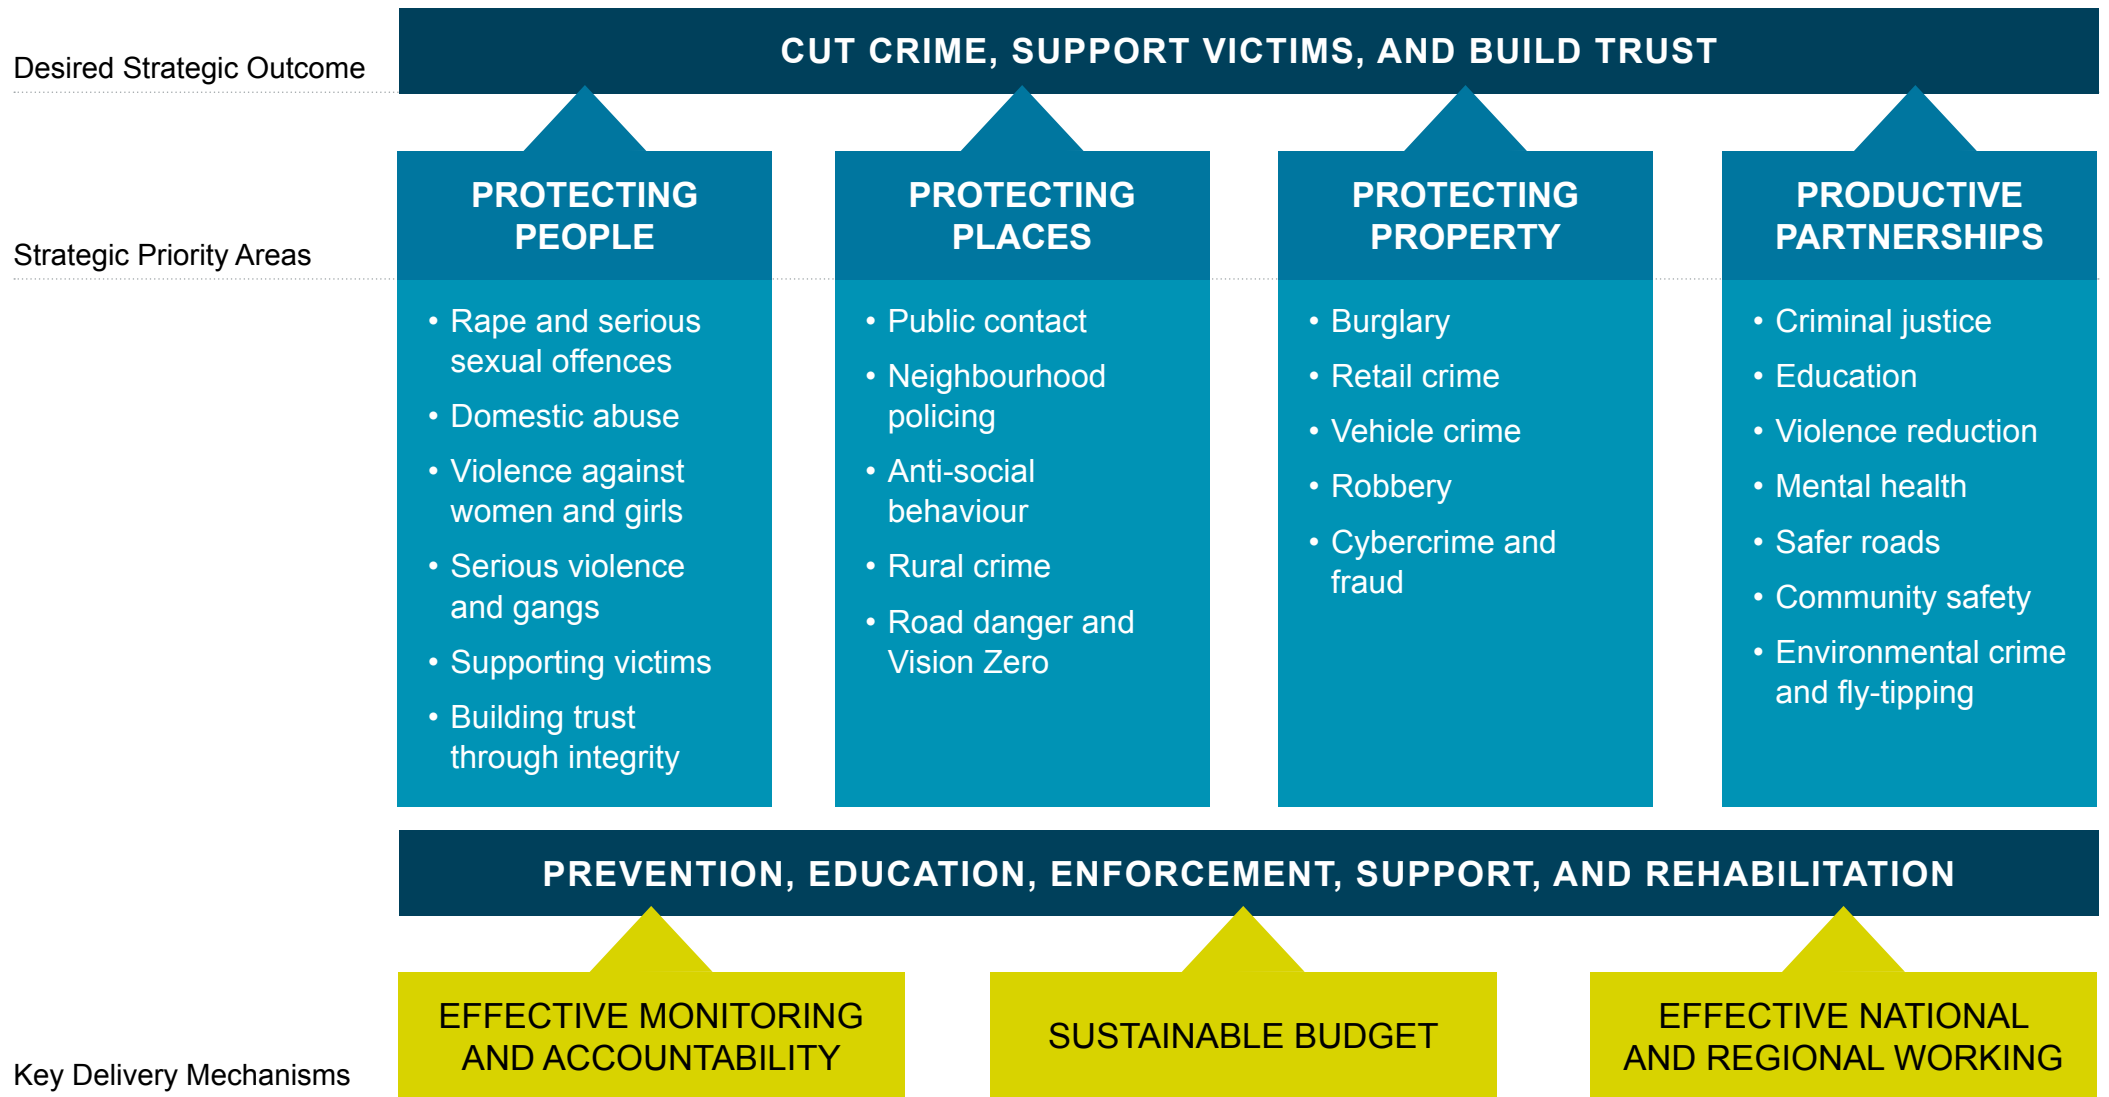 Desired Strategic Outcome
CUT CRIME, SUPPORT VICTIMS, AND BUILD TRUST
Strategic Priority Areas
PROTECTING
PEOPLE
• Rape and serious
sexual offences
• Domestic abuse
• Violence against
women and girls
• Serious violence
and gangs
• Supporting victims
• Building trust
through integrity
PROTECTING
PLACES
• Public contact
• Neighbourhood
policing
• Anti-social
behaviour
• Rural crime
• Road danger and
Vision Zero
PROTECTING
PROPERTY
• Burglary
• Retail crime
• Vehicle crime
• Robbery
• Cybercrime and
fraud
PRODUCTIVE
PARTNERSHIPS
• Criminal justice
• Education
• Violence reduction
• Mental health
• Safer roads
• Community safety
• Environmental crime
and fly-tipping
PREVENTION, EDUCATION, ENFORCEMENT, SUPPORT, AND REHABILITATION
Key Delivery Mechanisms
EFFECTIVE MONITORING
AND ACCOUNTABILITY
SUSTAINABLE BUDGET
EFFECTIVE NATIONAL
AND REGIONAL WORKING